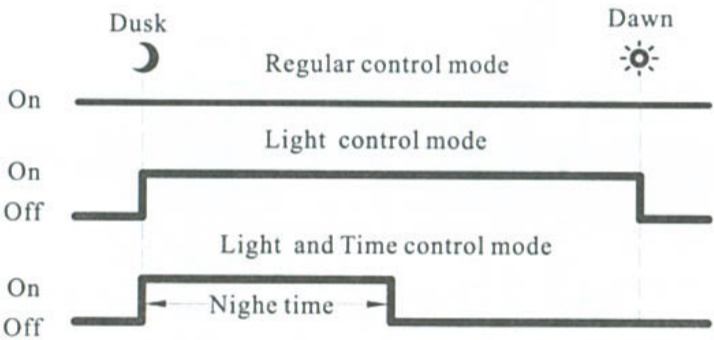 Dusk
Dawn
Regular control mode
On
Light control mode
On
Off
Light and Time control mode
On
Nighe time
Off